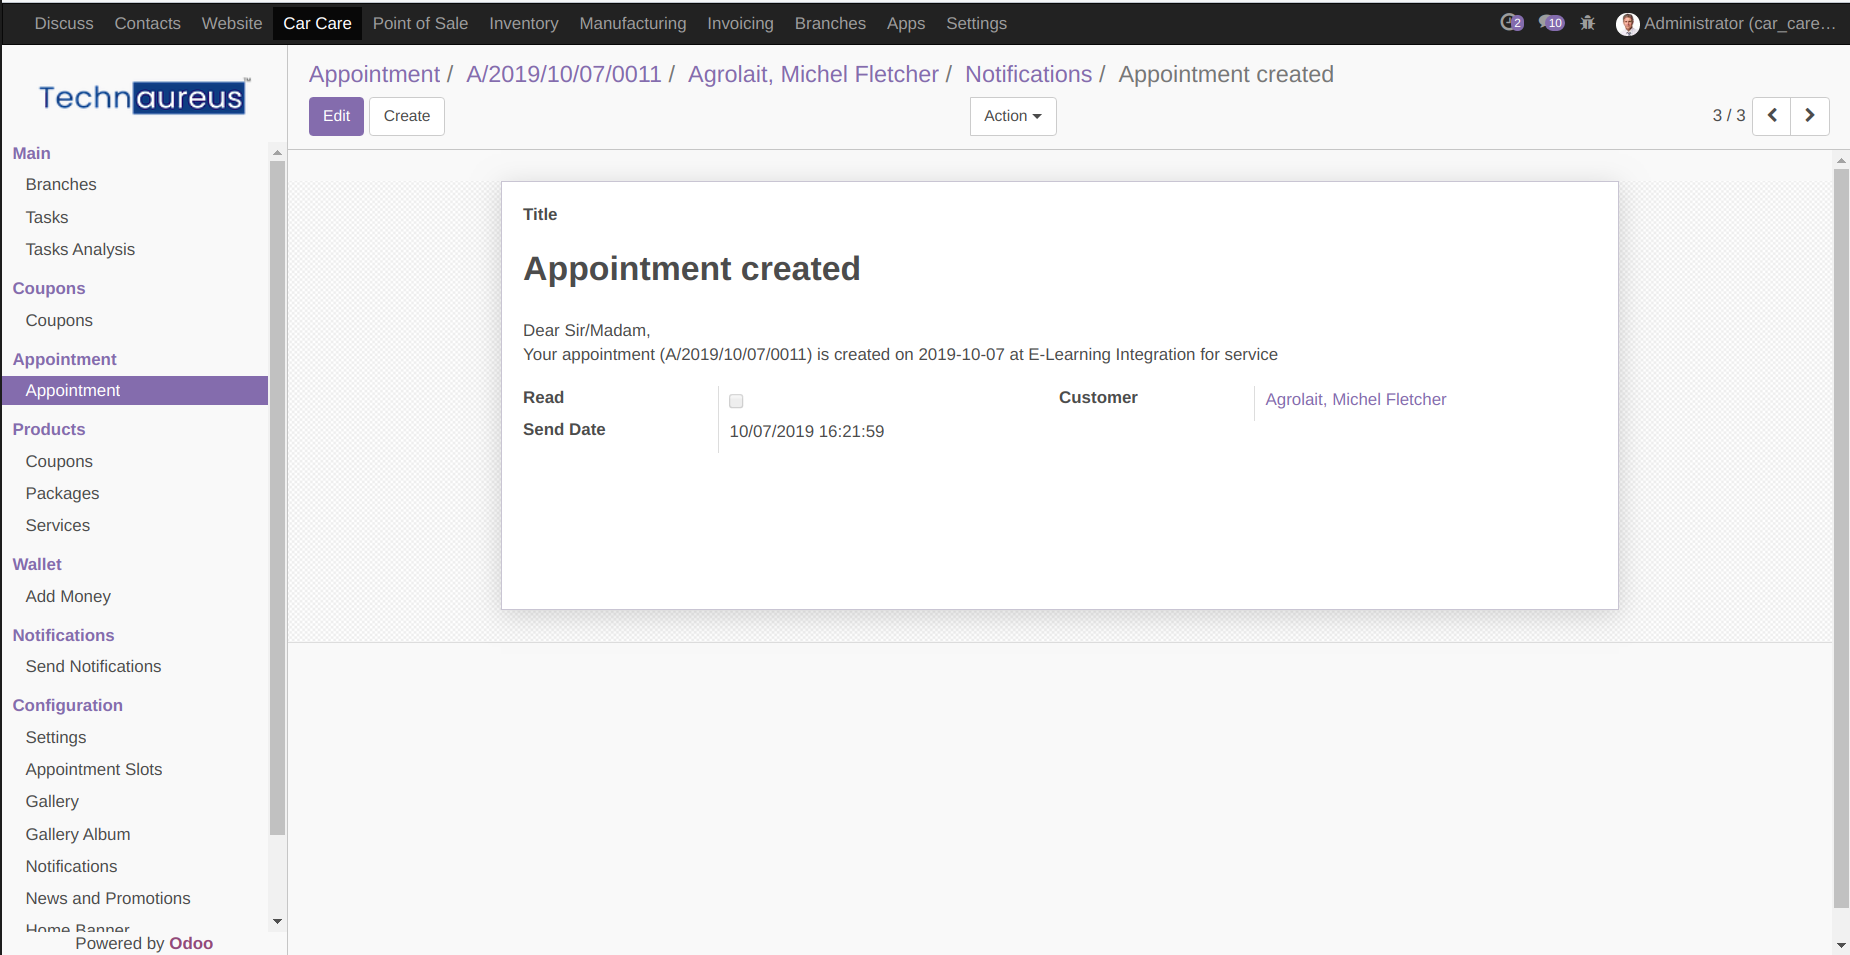 Discuss Contacts Website Car Care Point of Sale Inventory Manufacturing Invoicing Branches Apps Settings 2 10 Administrator (car_care...
Technaureus™
Appointment / A/2019/10/07/0011 / Agrolait, Michel Fletcher / Notifications / Appointment created
Edit Create Action 3 / 3
Main
Branches
Tasks
Tasks Analysis
Coupons
Coupons
Appointment
Appointment
Products
Coupons
Packages
Services
Wallet
Add Money
Notifications
Send Notifications
Configuration
Settings
Appointment Slots
Gallery
Gallery Album
Notifications
News and Promotions
Home Banner
Powered by Odoo
Title
Appointment created
Dear Sir/Madam,
Your appointment (A/2019/10/07/0011) is created on 2019-10-07 at E-Learning Integration for service
Read
Customer Agrolait, Michel Fletcher
Send Date 10/07/2019 16:21:59